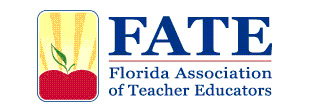 FATE
Florida Association
of Teacher Educators